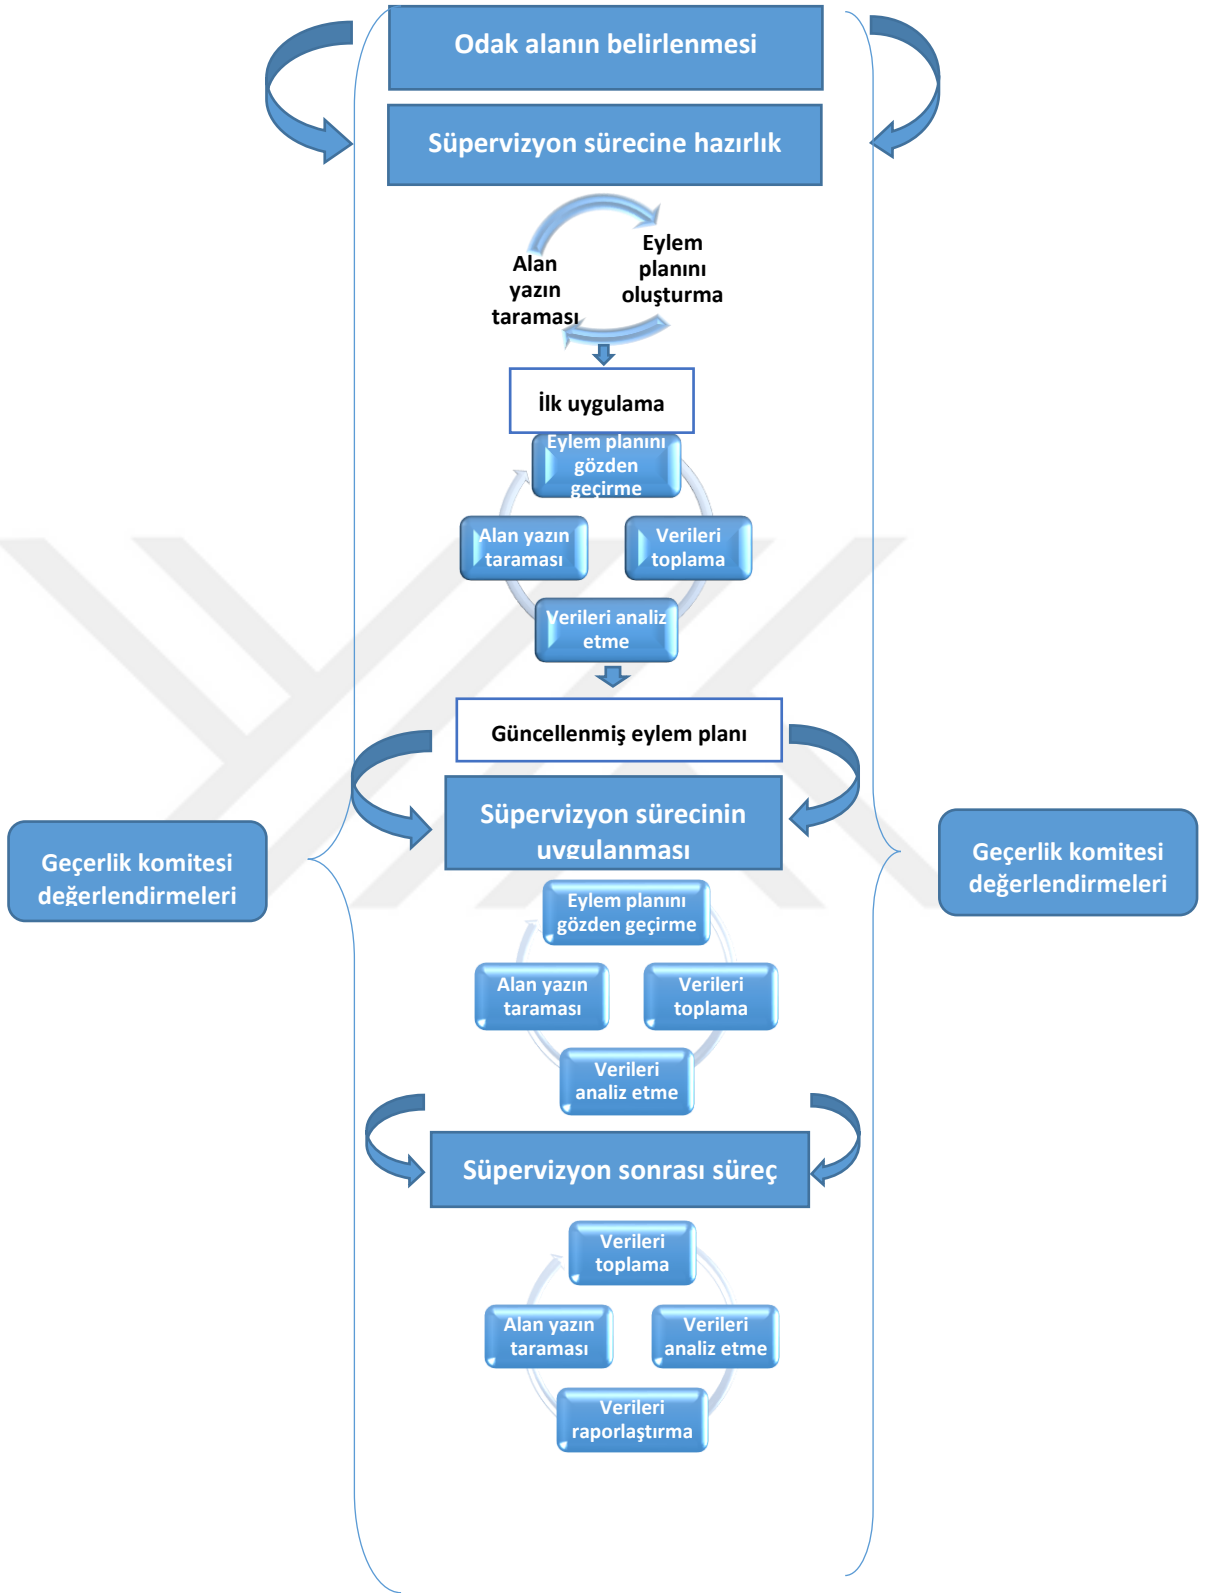 Odak alanın belirlenmesi
Süpervizyon sürecine hazırlık
Alan
yazın
taraması
Eylem
planını
oluşturma
İlk uygulama
Eylem planını
gözden
geçirme
Alan yazın
taraması
Verileri
toplama
Verileri analiz
etme
Güncellenmiş eylem planı
Süpervizyon sürecinin
uygulanması
Geçerlik komitesi
değerlendirmeleri
Geçerlik komitesi
değerlendirmeleri
Eylem planını
gözden geçirme
Alan yazın
taraması
Verileri
toplama
Verileri
analiz etme
Süpervizyon sonrası süreç
Verileri
toplama
Alan yazın
taraması
Verileri
analiz etme
Verileri
raporlaştırma